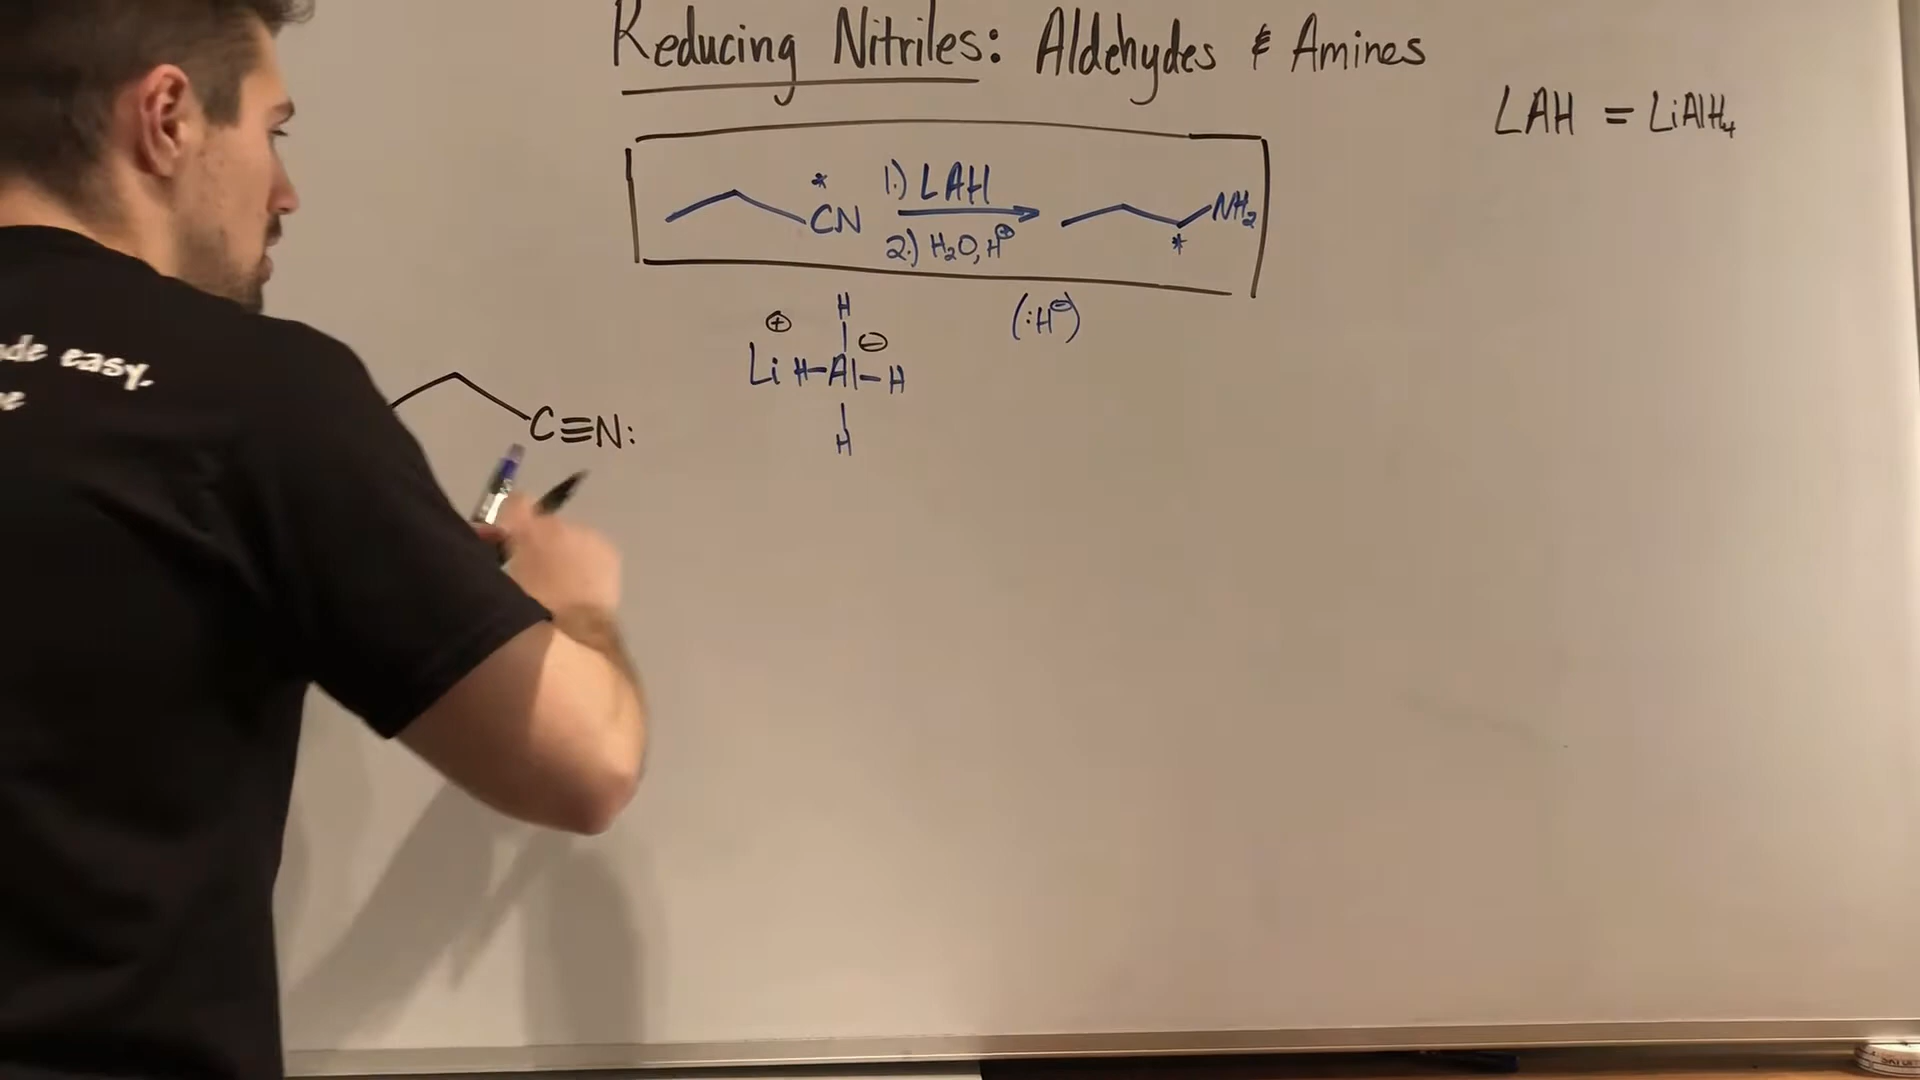 Reducing Nitriles: Aldehydes & Amines
LAH = LiAlH₄
* 1.) LAH
CN NH₂
2.) H₂O, H⊕ *
H (:H⊖)
⊕ ⊖
Li H-Al-H
H
C≡N:
de easy.